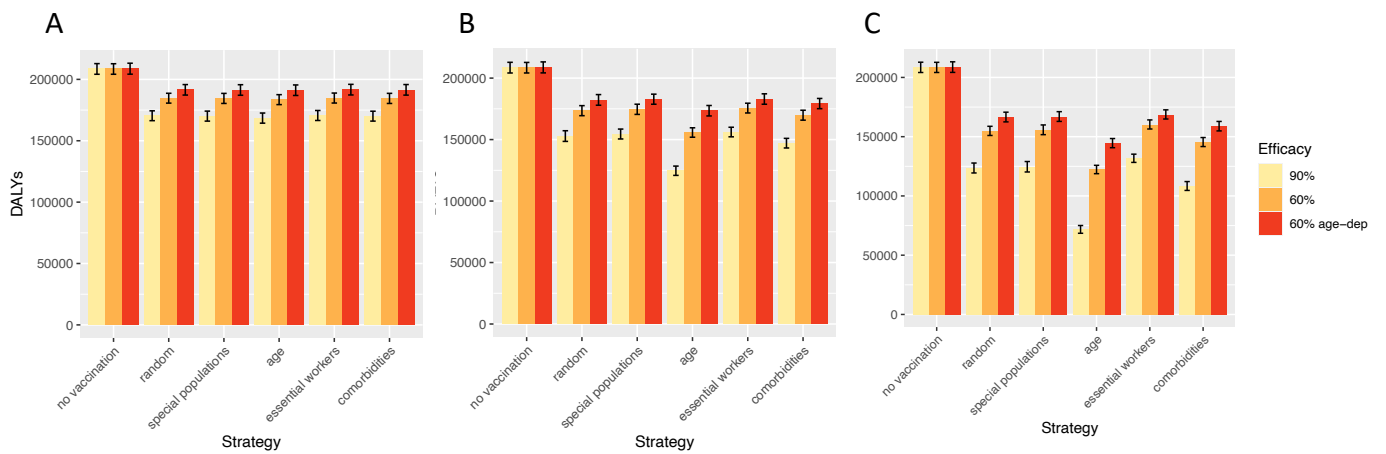 A
DALYs
200000
150000
100000
50000
0
no vaccination
random
special populations
age
essential workers
comorbidities
Strategy
B
200000
150000
100000
50000
0
no vaccination
random
special populations
age
essential workers
comorbidities
Strategy
C
200000
150000
100000
50000
0
no vaccination
random
special populations
age
essential workers
comorbidities
Strategy
Efficacy
90%
60%
60% age-dep